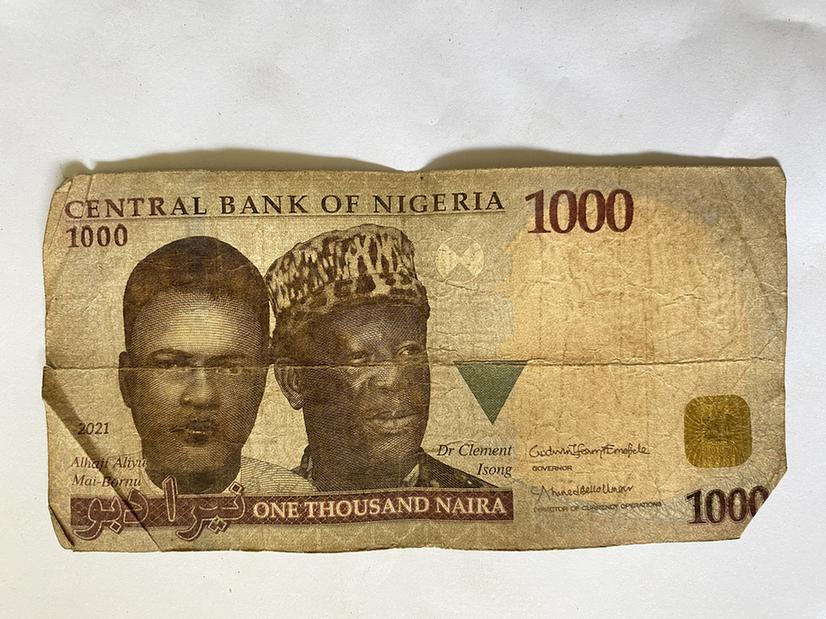 CENTRAL BANK OF NIGERIA
1000
1000
2021
Alhaji Aliyu
Mai-Bornu
Dr Clement
Isong
GOVERNOR
DIRECTOR OF CURRENCY OPERATIONS
نيرا دبو
ONE THOUSAND NAIRA
1000